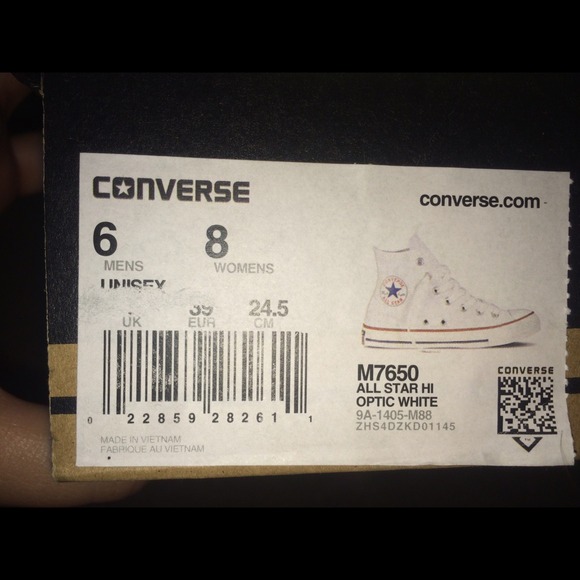 CONVERSE
converse.com
6 8
MENS WOMENS
UNISEX
39 24.5
UK EUR CM
0 22859 28261 1
MADE IN VIETNAM
FABRIQUE AU VIETNAM
M7650
ALL STAR HI
OPTIC WHITE
9A-1405-M88
ZHS4DZKD01145
CONVERSE